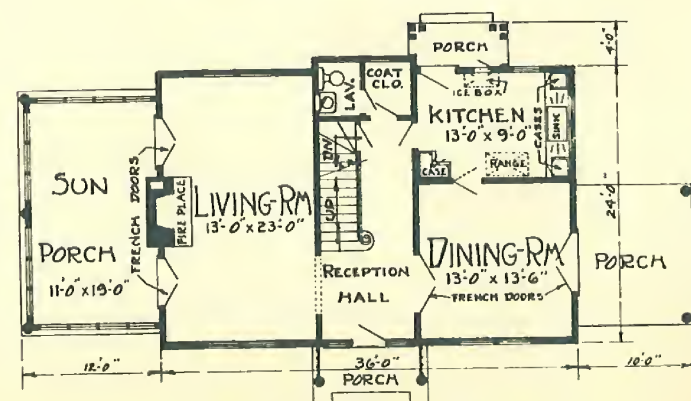 PORCH
4'-0"
LAV.
COAT
CLO.
ICE BOX
KITCHEN
13'-0" x 9'-0"
CASES
SINK
CASE
RANGE
DN
UP
SUN
PORCH
11'-0" x 19'-0"
FRENCH DOORS
FIRE PLACE
LIVING-RM
13'-0" x 23'-0"
RECEPTION
HALL
DINING-RM
13'-0" x 13'-6"
FRENCH DOORS
24'-0"
PORCH
12'-0"
36'-0"
10'-0"
PORCH